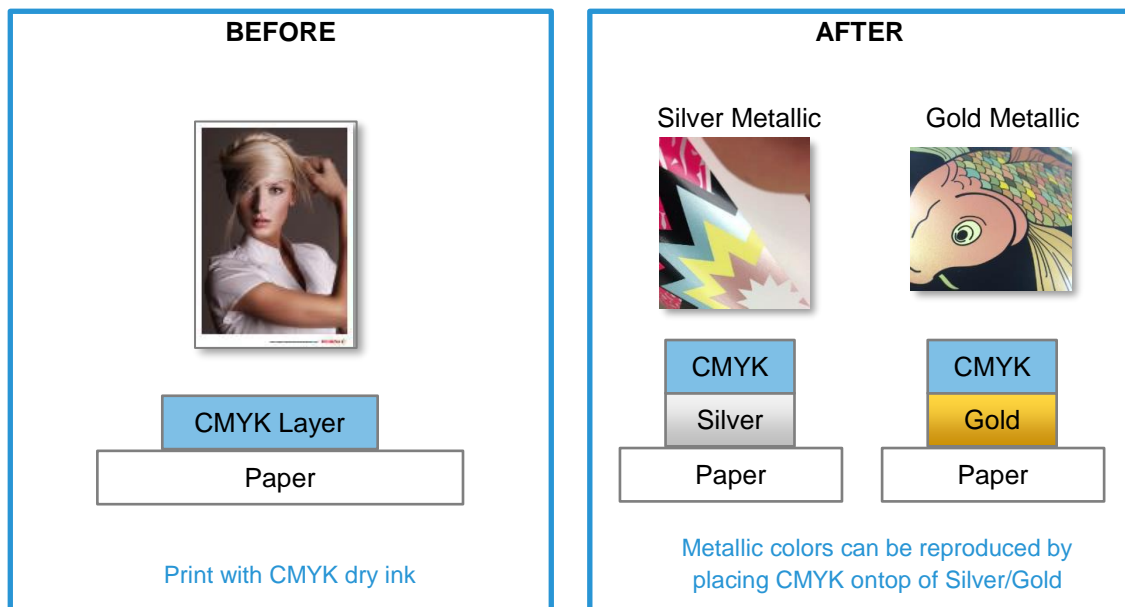 BEFORE
CMYK Layer
Paper
Print with CMYK dry ink
AFTER
Silver Metallic
Gold Metallic
CMYK
CMYK
Silver
Gold
Paper
Paper
Metallic colors can be reproduced by
placing CMYK ontop of Silver/Gold